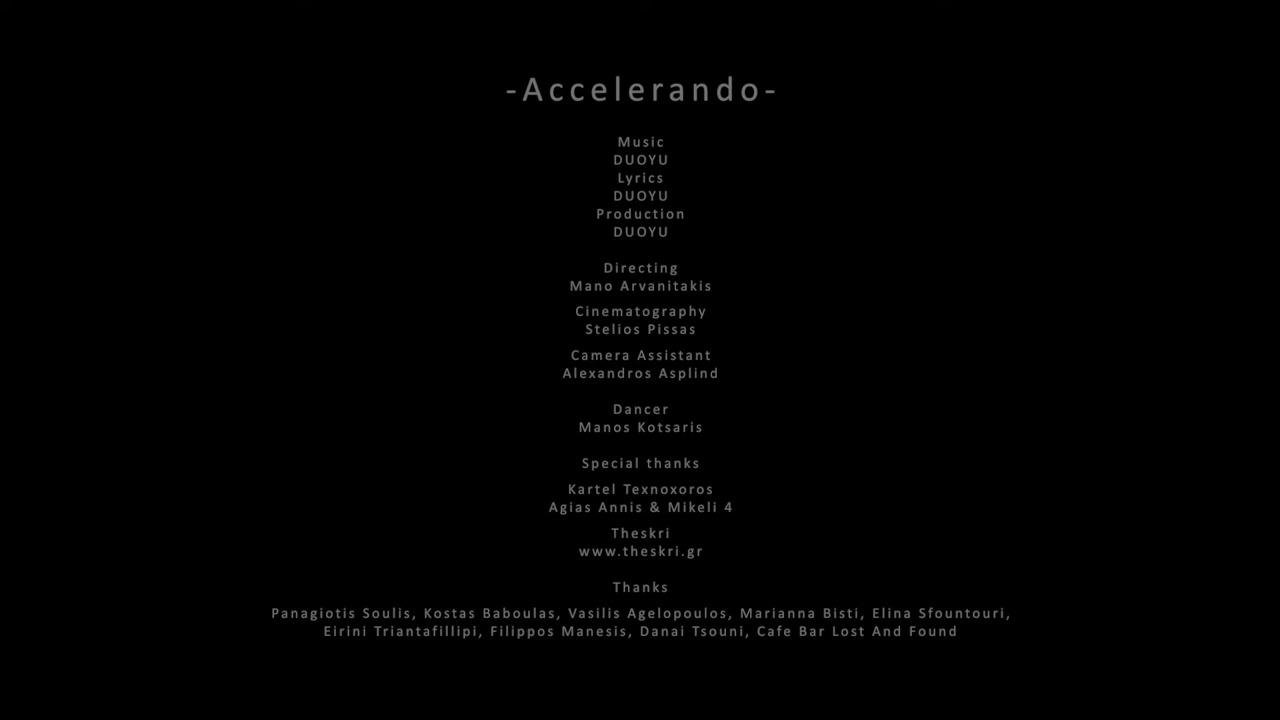 -Accelerando-
Music
DUOYU
Lyrics
DUOYU
Production
DUOYU
Directing
Mano Arvanitakis
Cinematography
Stelios Pissas
Camera Assistant
Alexandros Asplind
Dancer
Manos Kotsaris
Special thanks
Kartel Texnoxoros
Agias Annis & Mikeli 4
Theskri
www.theskri.gr
Thanks
Panagiotis Soulis, Kostas Baboulas, Vasilis Agelopoulos, Marianna Bisti, Elina Sfountouri,
Eirini Triantafillipi, Filippos Manesis, Danai Tsouni, Cafe Bar Lost And Found